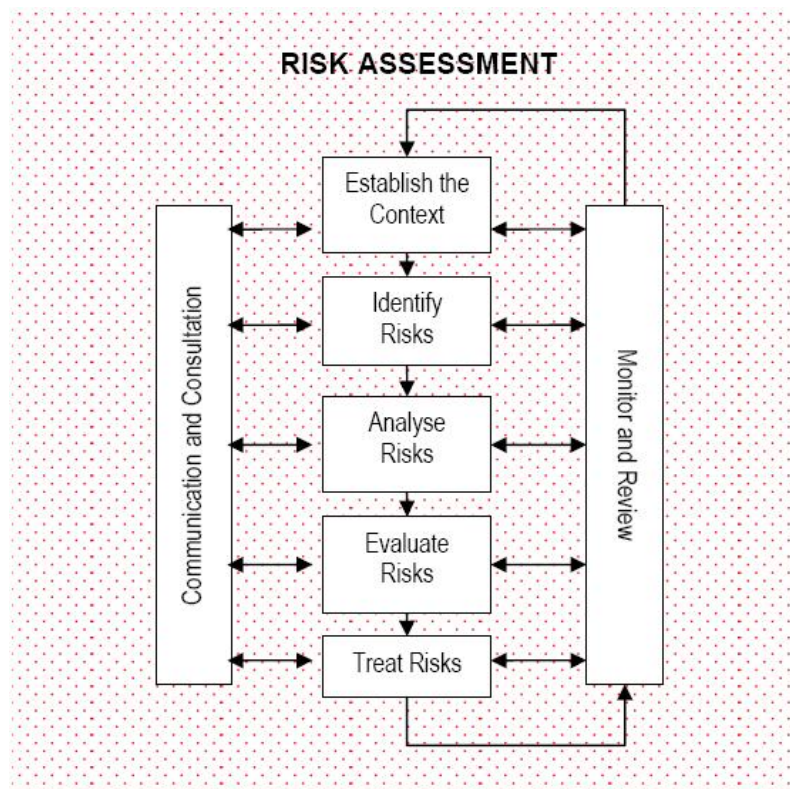 RISK ASSESSMENT
Establish the
Context
Identify
Risks
Analyse
Risks
Evaluate
Risks
Treat Risks
Communication and Consultation
Monitor and Review